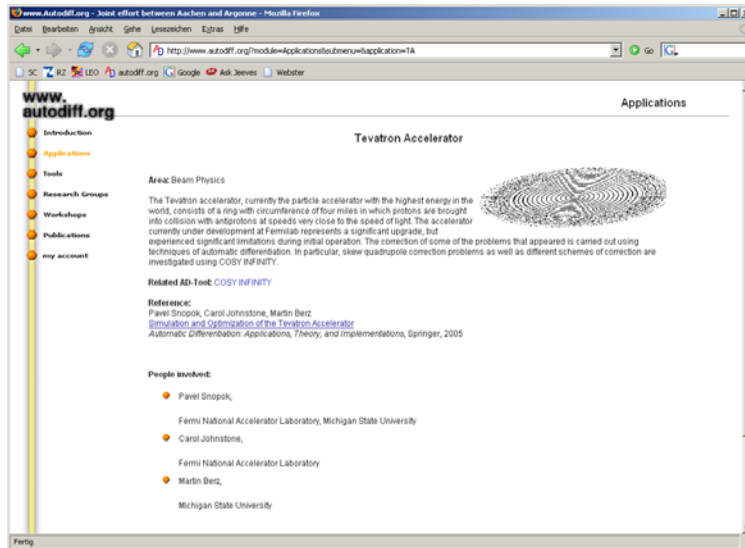 www.Autodiff.org - Joint effort between Aachen and Argonne - Mozilla Firefox
Datei Bearbeiten Ansicht Gehe Lesezeichen Extras Hilfe
http://www.autodiff.org/?module=Applications&submenu=&application=TA
Go
SC RZ LEO autodiff.org Google Ask Jeeves Webster
www.
autodiff.org
Applications
Introduction
Applications
Tools
Research Groups
Workshops
Publications
my account
Tevatron Accelerator
Area: Beam Physics
The Tevatron accelerator, currently the particle accelerator with the highest energy in the
world, consists of a ring with circumference of four miles in which protons are brought
into collision with antiprotons at speeds very close to the speed of light. The accelerator
currently under development at Fermilab represents a significant upgrade, but
experienced significant limitations during initial operation. The correction of some of the problems that appeared is carried out using
techniques of automatic differentiation. In particular, skew quadrupole correction problems as well as different schemes of correction are
investigated using COSY INFINITY.
Related AD-Tool: COSY INFINITY
Reference:
Pavel Snopok, Carol Johnstone, Martin Berz
Simulation and Optimization of the Tevatron Accelerator
Automatic Differentiation: Applications, Theory, and Implementations, Springer, 2005
People involved:
Pavel Snopok,
Fermi National Accelerator Laboratory, Michigan State University
Carol Johnstone,
Fermi National Accelerator Laboratory
Martin Berz,
Michigan State University
Fertig